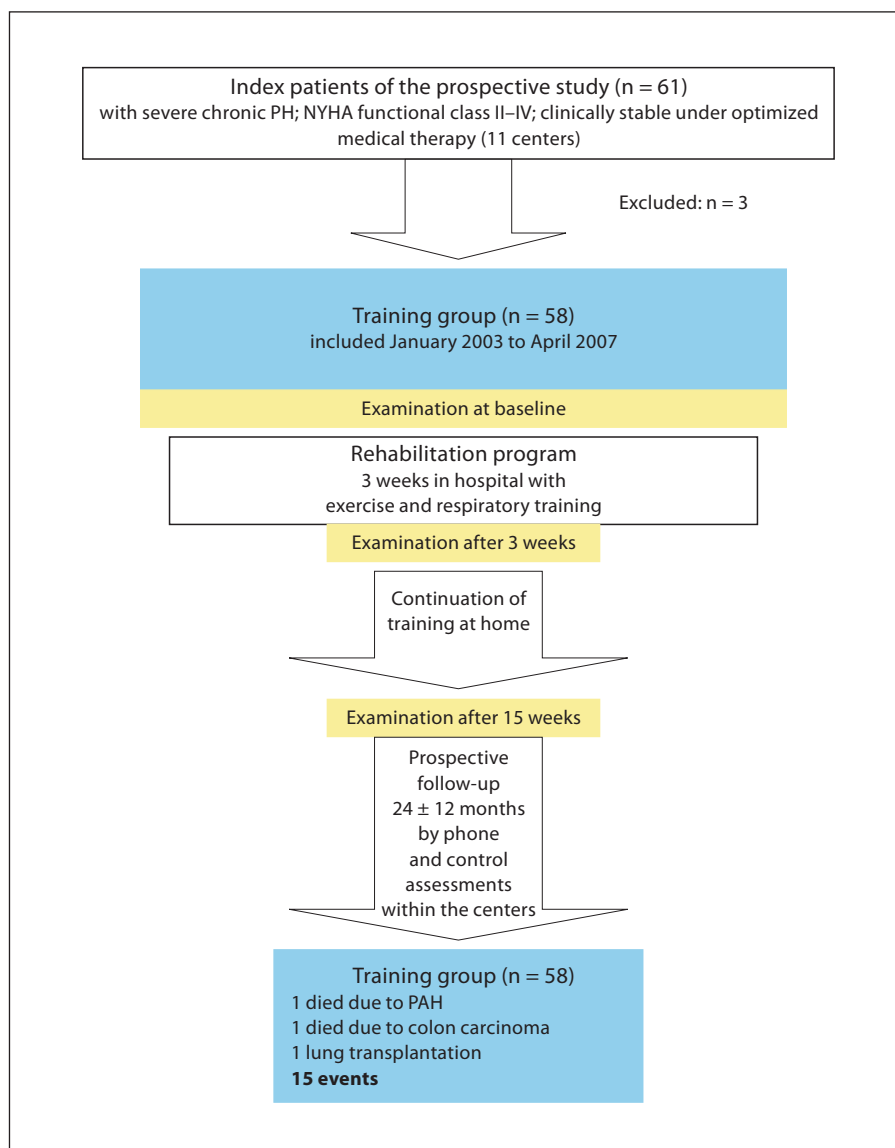 Index patients of the prospective study (n = 61)
with severe chronic PH; NYHA functional class II–IV; clinically stable under optimized
medical therapy (11 centers)
Excluded: n = 3
Training group (n = 58)
included January 2003 to April 2007
Examination at baseline
Rehabilitation program
3 weeks in hospital with
exercise and respiratory training
Examination after 3 weeks
Continuation of
training at home
Examination after 15 weeks
Prospective
follow-up
24 ± 12 months
by phone
and control
assessments
within the centers
Training group (n = 58)
1 died due to PAH
1 died due to colon carcinoma
1 lung transplantation
15 events